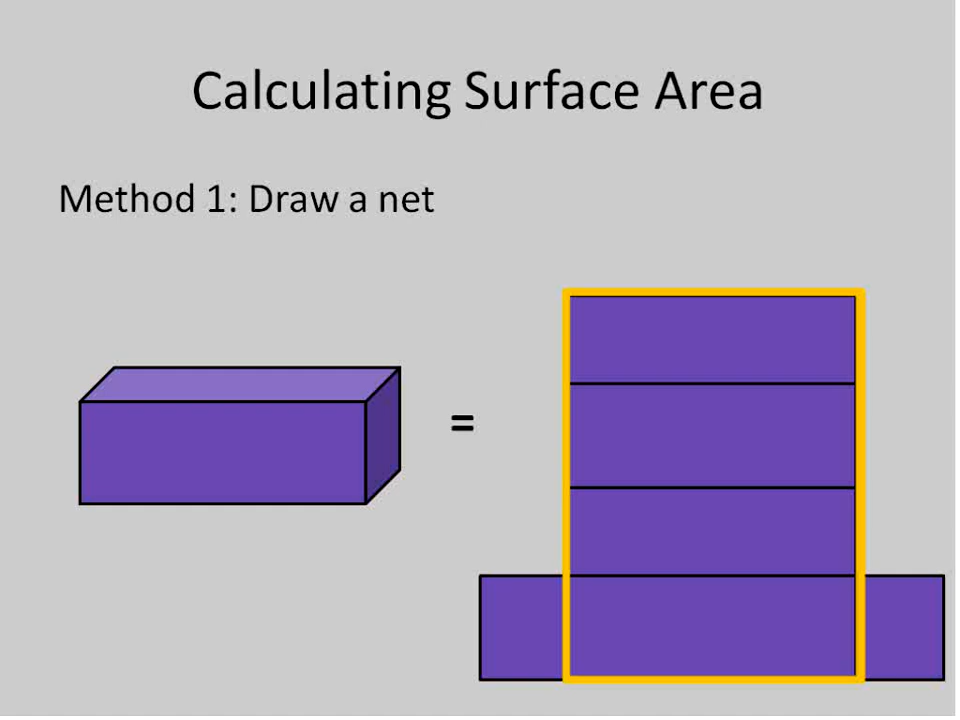 Calculating Surface Area
Method 1: Draw a net
=